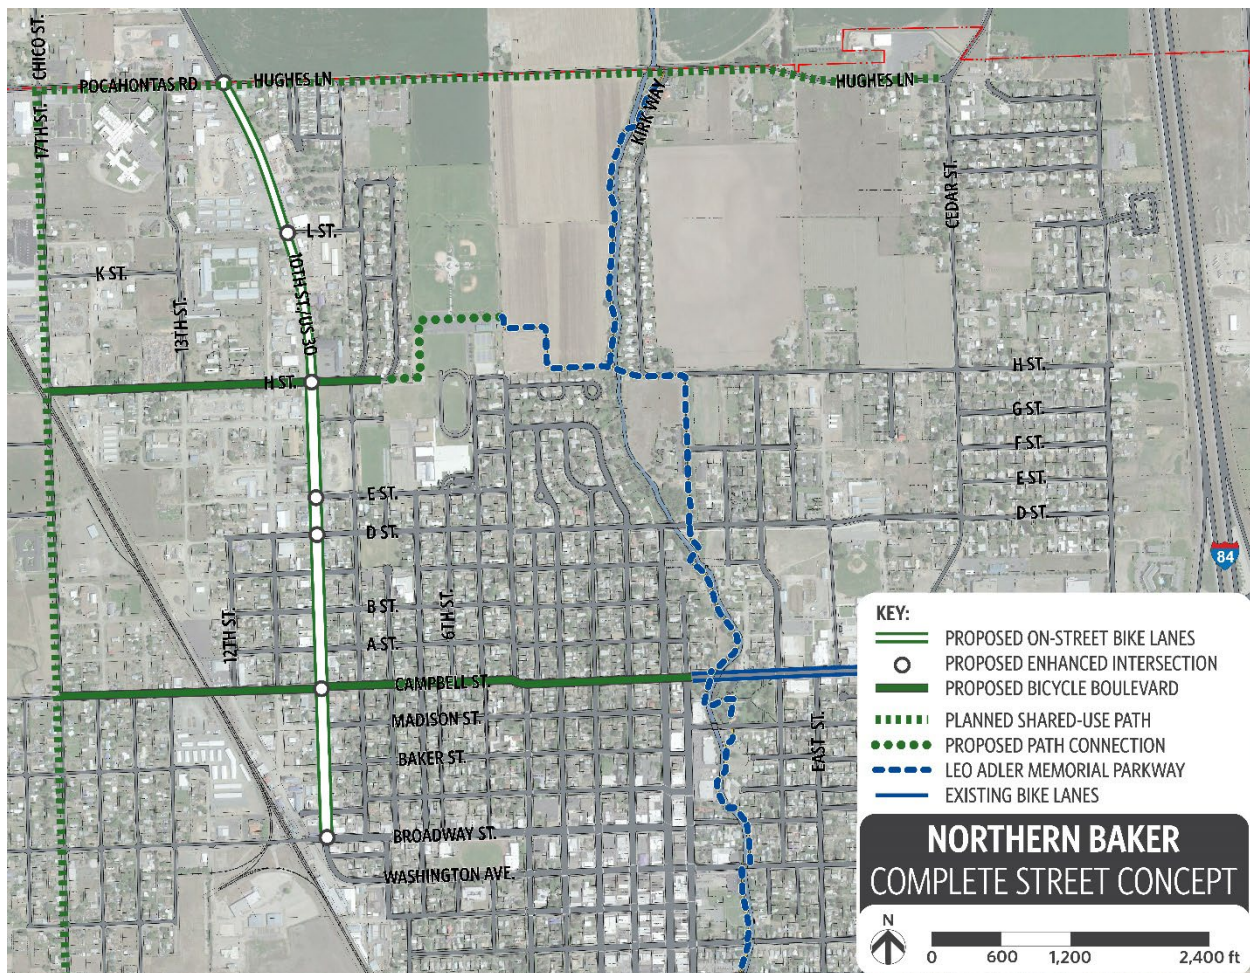 CHICO ST.
POCAHONTAS RD
HUGHES LN
HUGHES LN
17TH ST.
KIRK WAY
CEDAR ST.
L ST.
K ST.
10TH ST./US 30
13TH ST.
H ST.
H ST.
G ST.
F ST.
E ST.
E ST.
D ST.
D ST.
84
B ST.
6TH ST.
12TH ST.
A ST.
CAMPBELL ST.
MADISON ST.
EAST ST.
BAKER ST.
BROADWAY ST.
WASHINGTON AVE.
KEY:
PROPOSED ON-STREET BIKE LANES
PROPOSED ENHANCED INTERSECTION
PROPOSED BICYCLE BOULEVARD
PLANNED SHARED-USE PATH
PROPOSED PATH CONNECTION
LEO ADLER MEMORIAL PARKWAY
EXISTING BIKE LANES
NORTHERN BAKER
COMPLETE STREET CONCEPT
N
0 600 1,200 2,400 ft